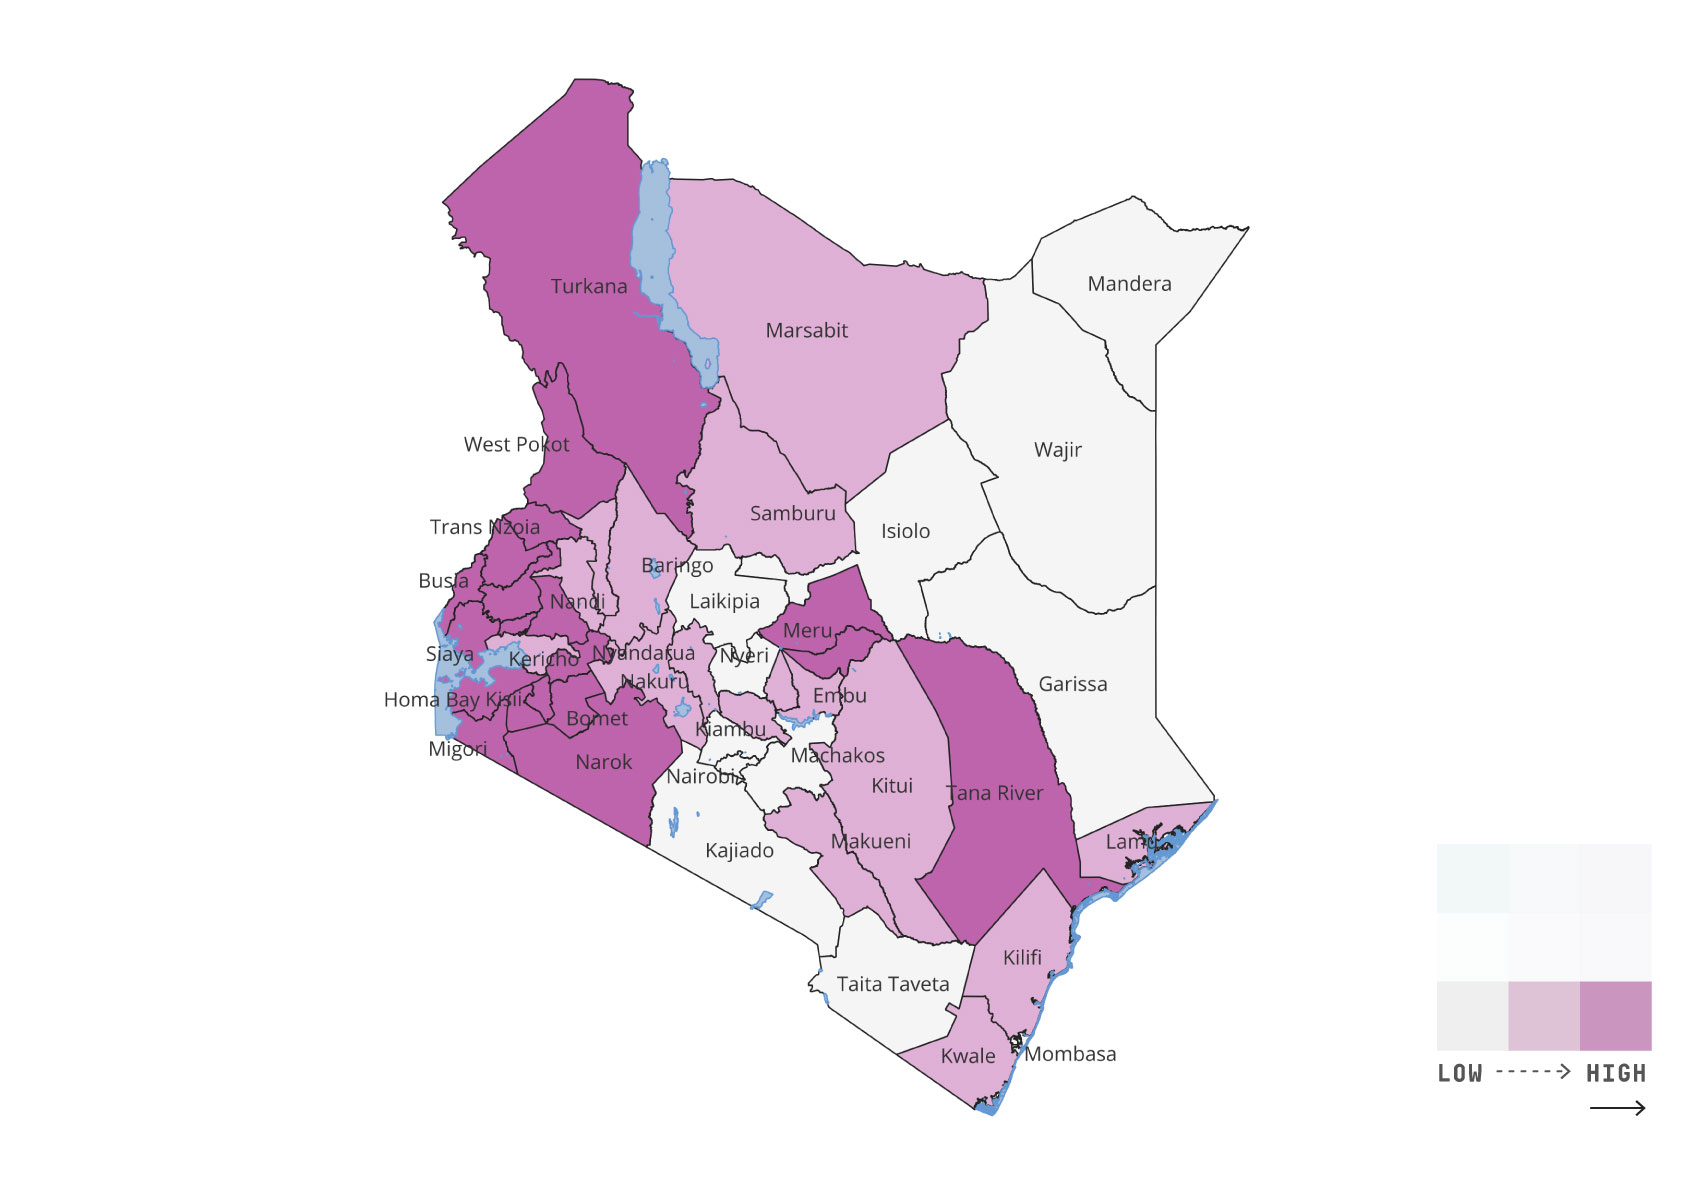 Turkana
Mandera
Marsabit
West Pokot
Wajir
Samburu
Trans Nzoia
Isiolo
Baringo
Busia
Nandi
Laikipia
Meru
Siaya
Kericho
Nyandarua
Nyeri
Nakuru
Garissa
Embu
Homa Bay
Kisii
Bomet
Kiambu
Migori
Machakos
Narok
Nairobi
Kitui
Tana River
Makueni
Lamu
Kajiado
Kilifi
Taita Taveta
Kwale
Mombasa
LOW HIGH